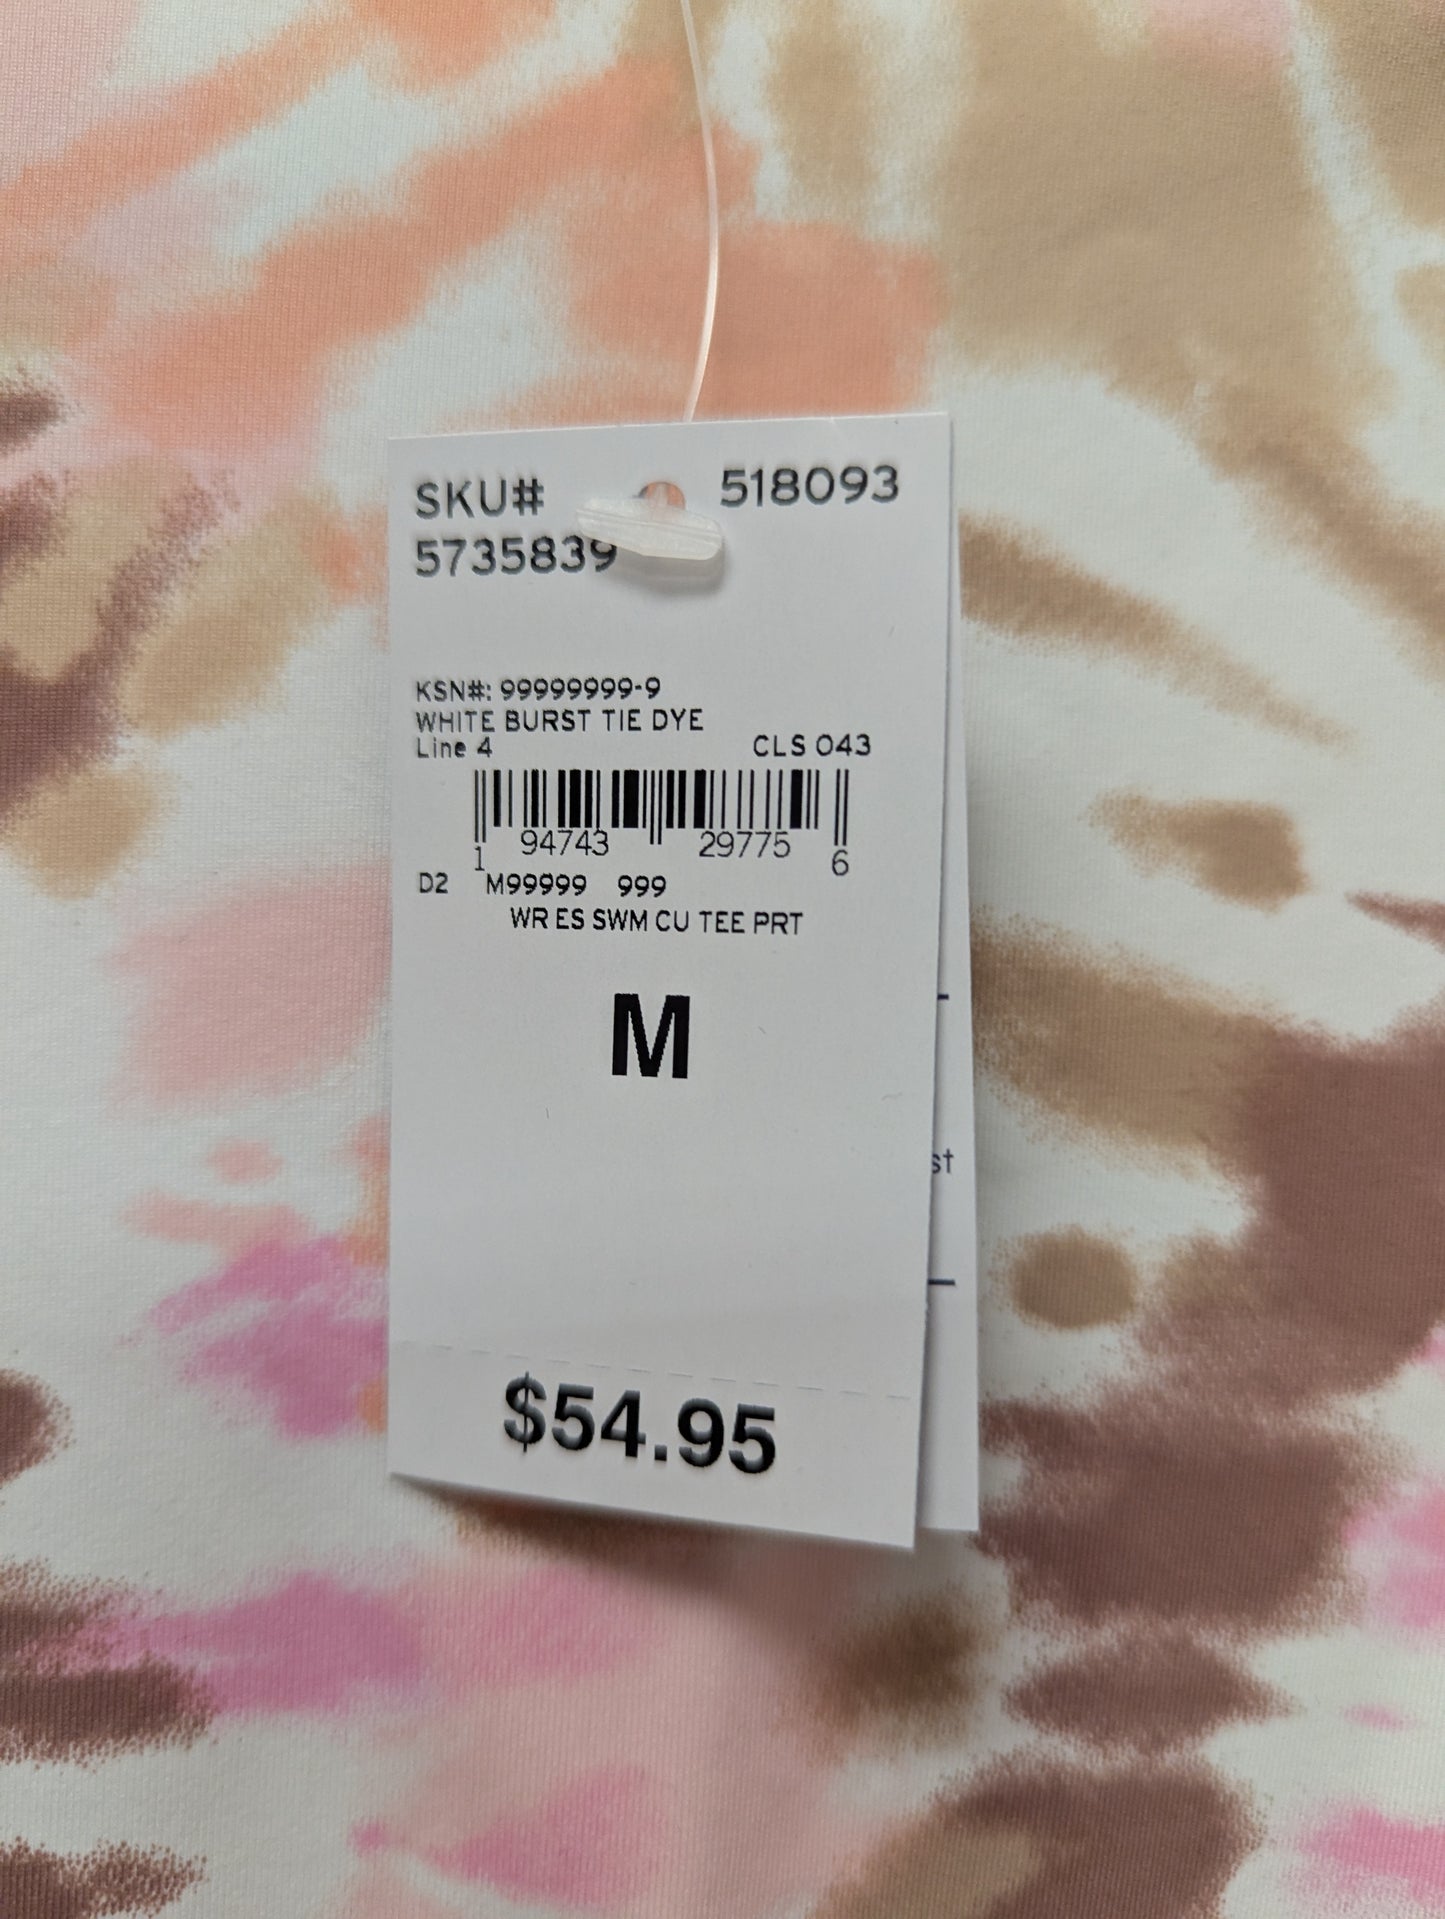 SKU# 518093
5735839
KSN#: 99999999-9
WHITE BURST TIE DYE
Line 4 CLS 043
1 94743 29775 6
D2 M99999 999
WR ES SWM CU TEE PRT
M
st
$54.95